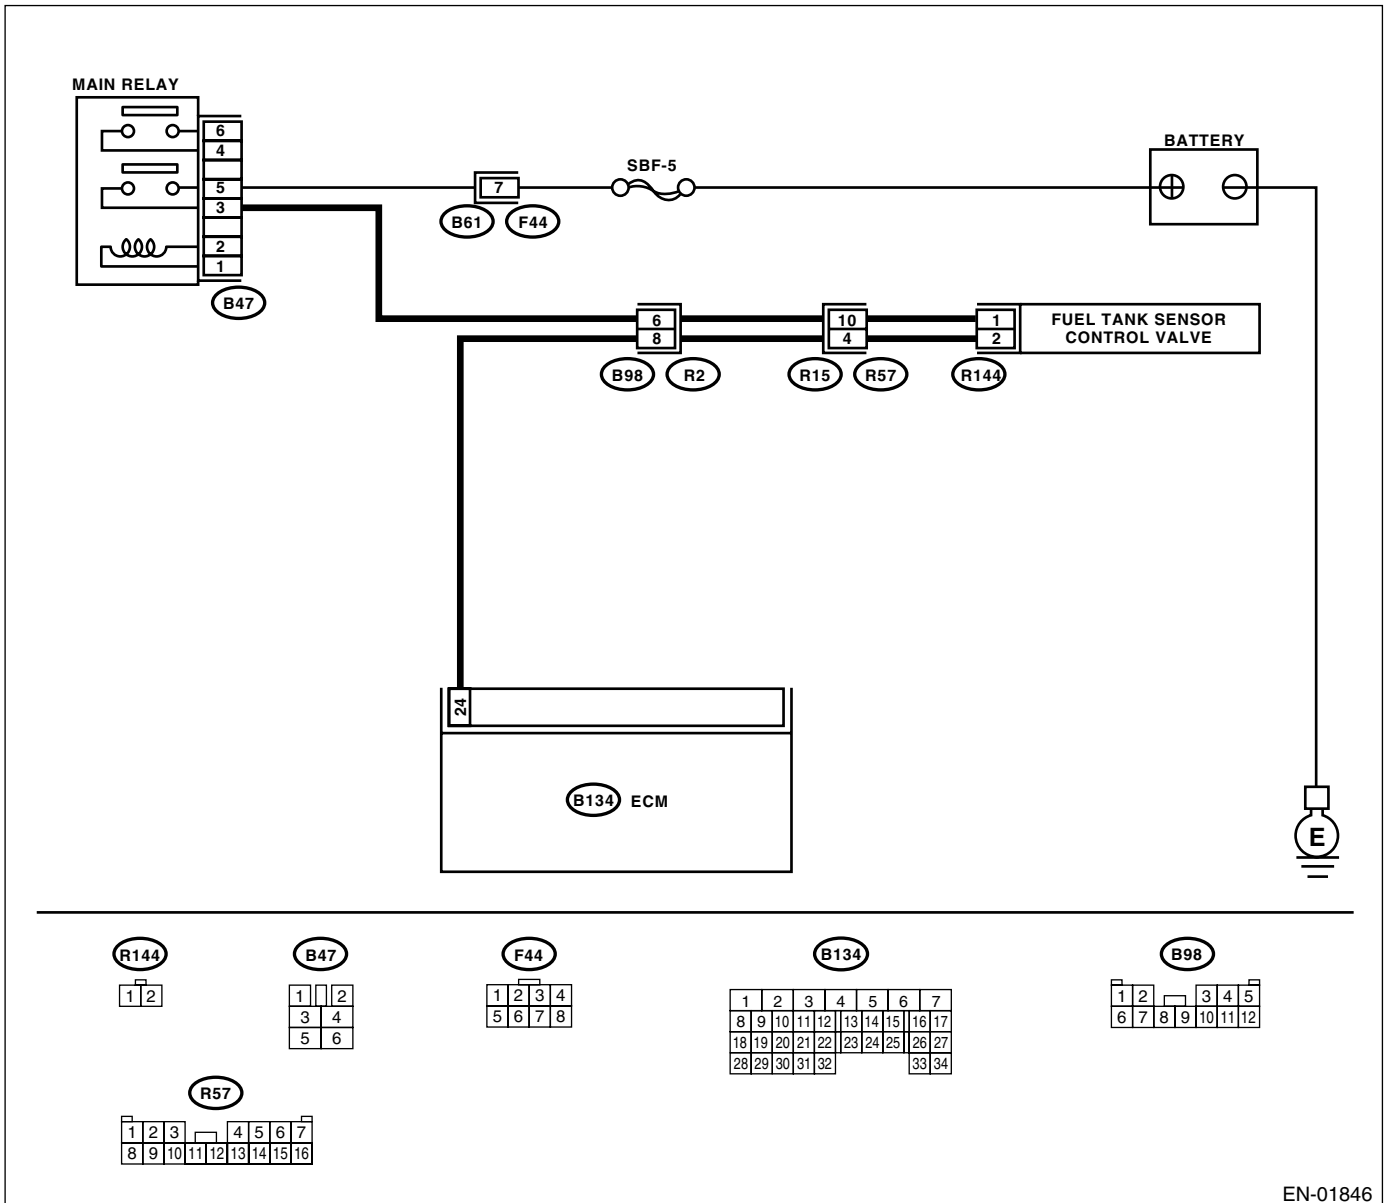 MAIN RELAY
6
4
5
3
2
1
B47
7
B61 F44
SBF-5
BATTERY
6 10 1
8 4 2
FUEL TANK SENSOR
CONTROL VALVE
B98 R2 R15 R57 R144
24
B134 ECM
E
R144 B47 F44 B134 B98
R144
1 2
B47
1 2
3 4
5 6
F44
1 2 3 4
5 6 7 8
B134
1 2 3 4 5 6 7
8 9 10 11 12 13 14 15 16 17
18 19 20 21 22 23 24 25 26 27
28 29 30 31 32 33 34
B98
1 2 3 4 5
6 7 8 9 10 11 12
R57
1 2 3 4 5 6 7
8 9 10 11 12 13 14 15 16
EN-01846